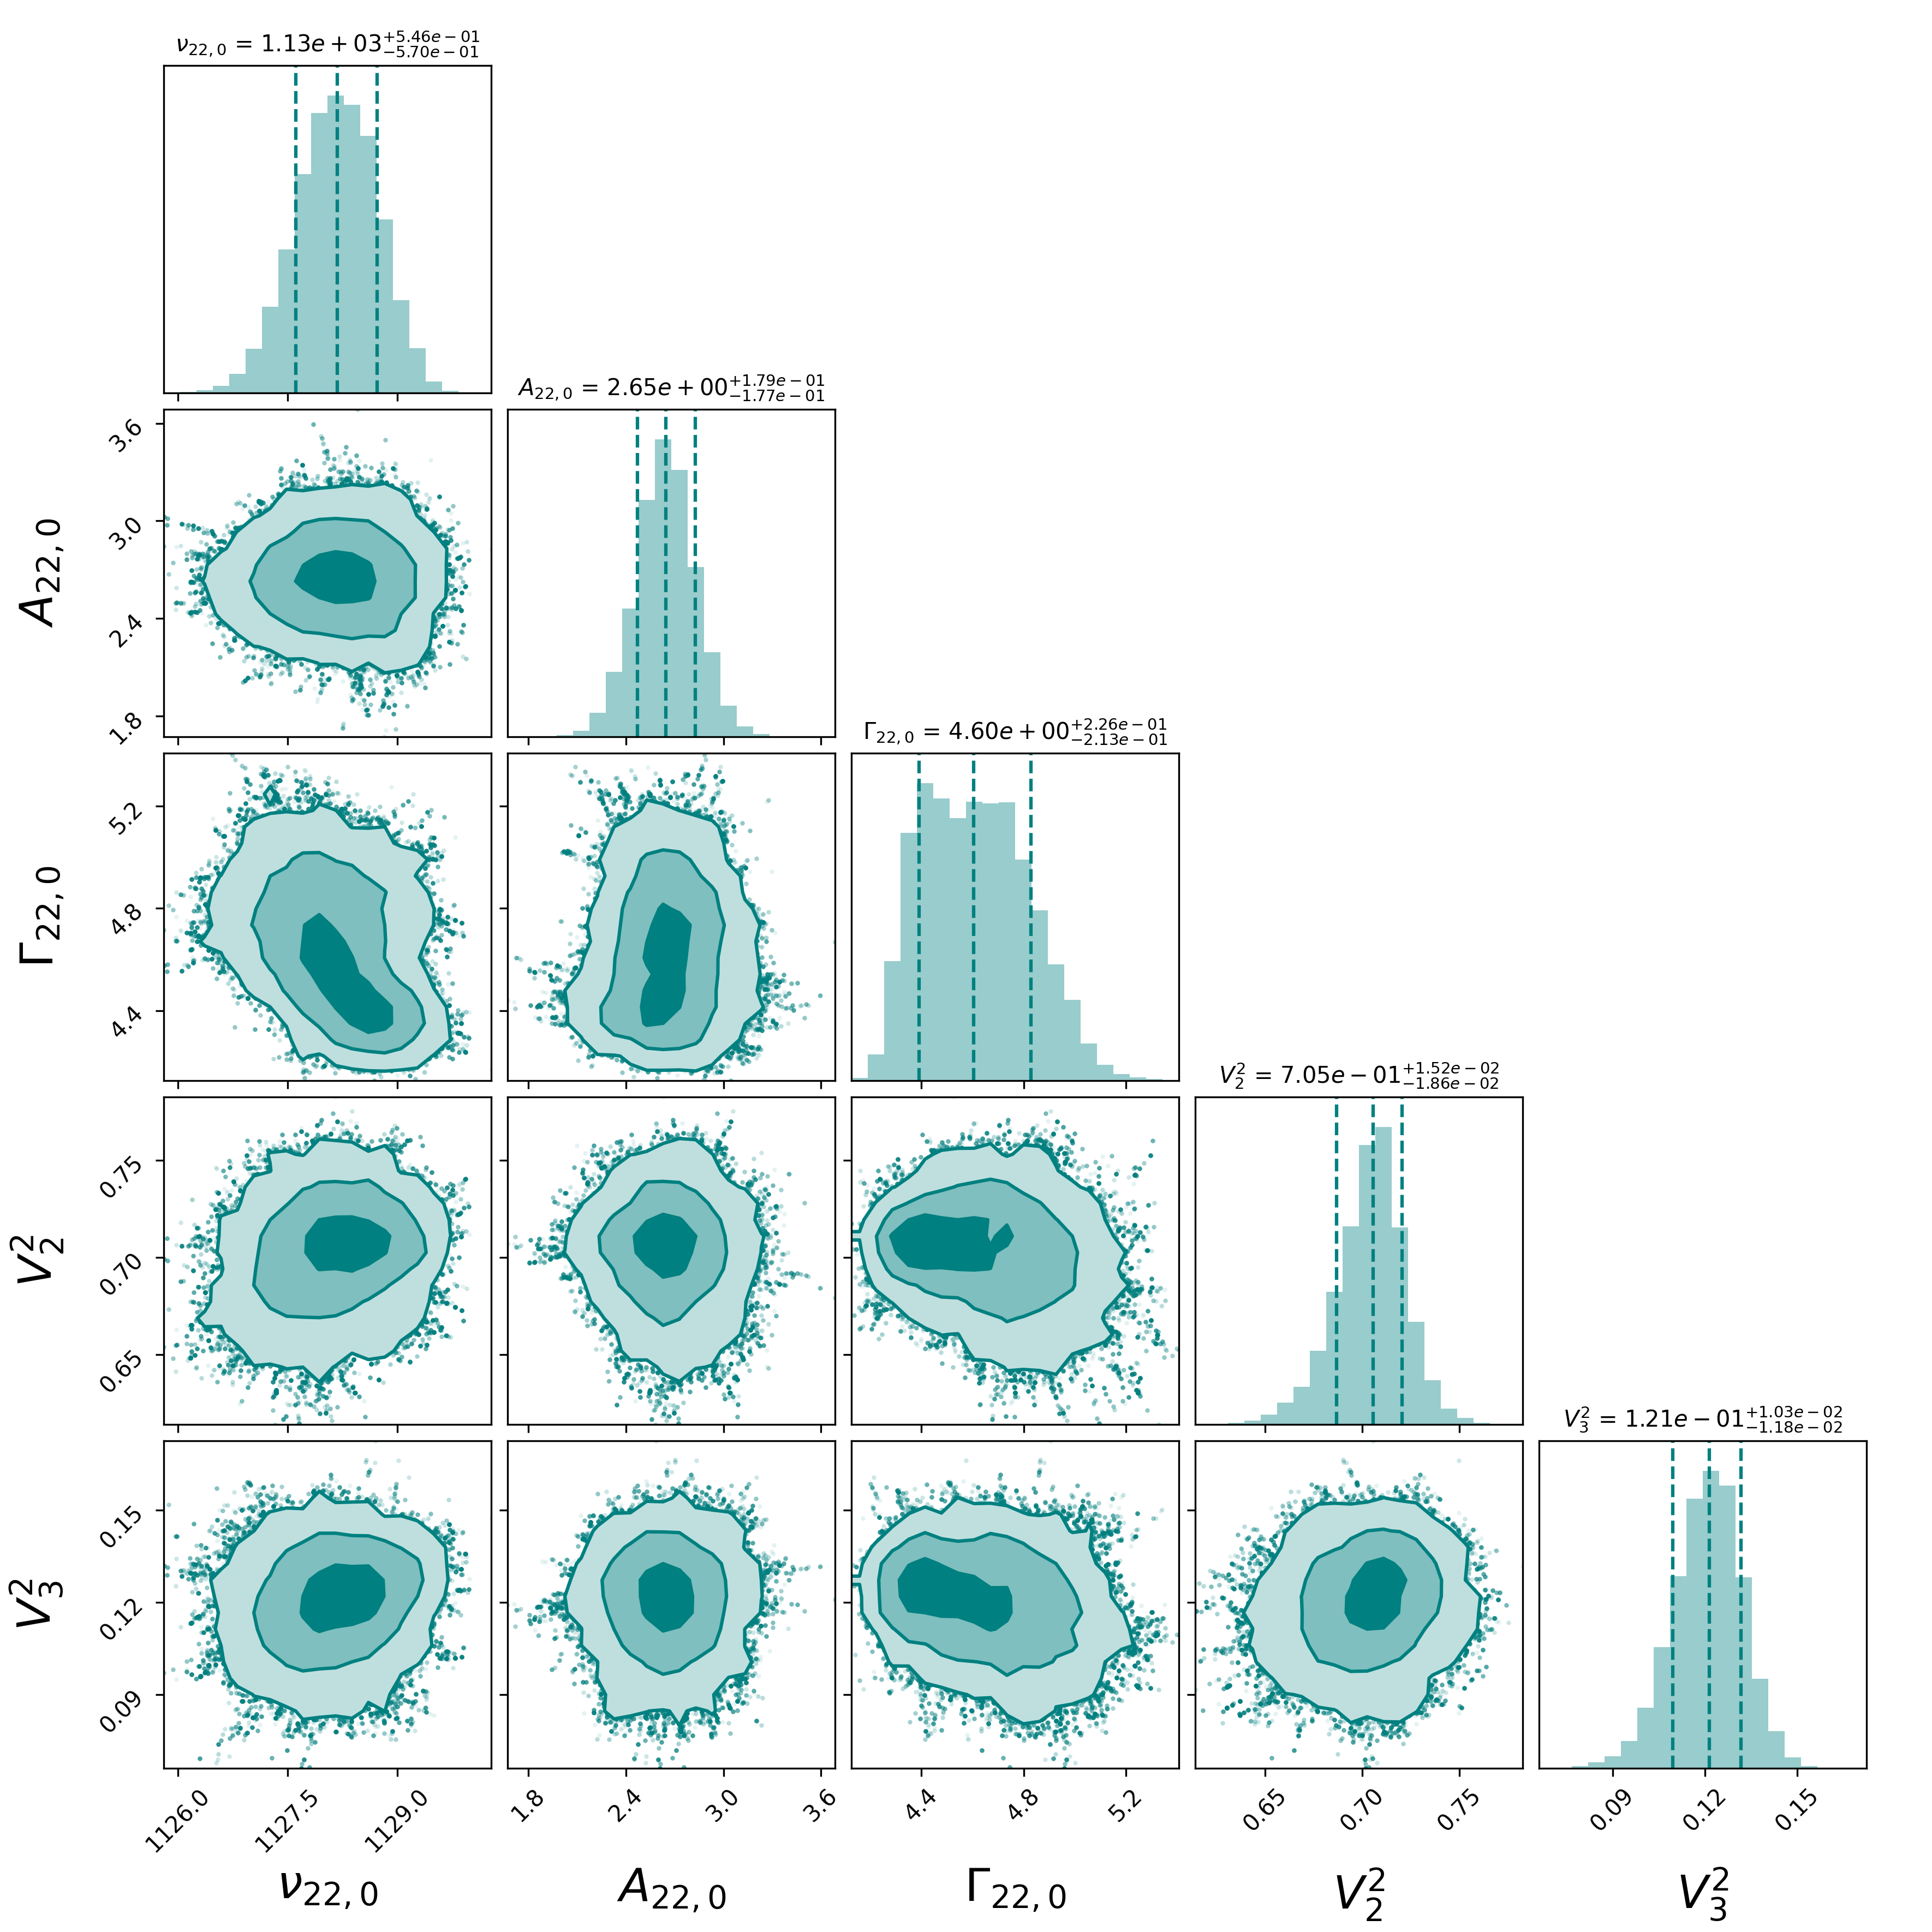 ν22,0 = 1.13e + 03 +5.46e − 01 −5.70e − 01
A22,0 = 2.65e + 00 +1.79e − 01 −1.77e − 01
3.6
3.0
2.4
1.8
A22,0
Γ22,0 = 4.60e + 00 +2.26e − 01 −2.13e − 01
5.2
4.8
4.4
Γ22,0
V₂² = 7.05e − 01 +1.52e − 02 −1.86e − 02
0.75
0.70
0.65
V₂²
V₃² = 1.21e − 01 +1.03e − 02 −1.18e − 02
0.15
0.12
0.09
V₃²
1126.0 1127.5 1129.0 1.8 2.4 3.0 3.6 4.4 4.8 5.2 0.65 0.70 0.75 0.09 0.12 0.15
ν22,0 A22,0 Γ22,0 V₂² V₃²